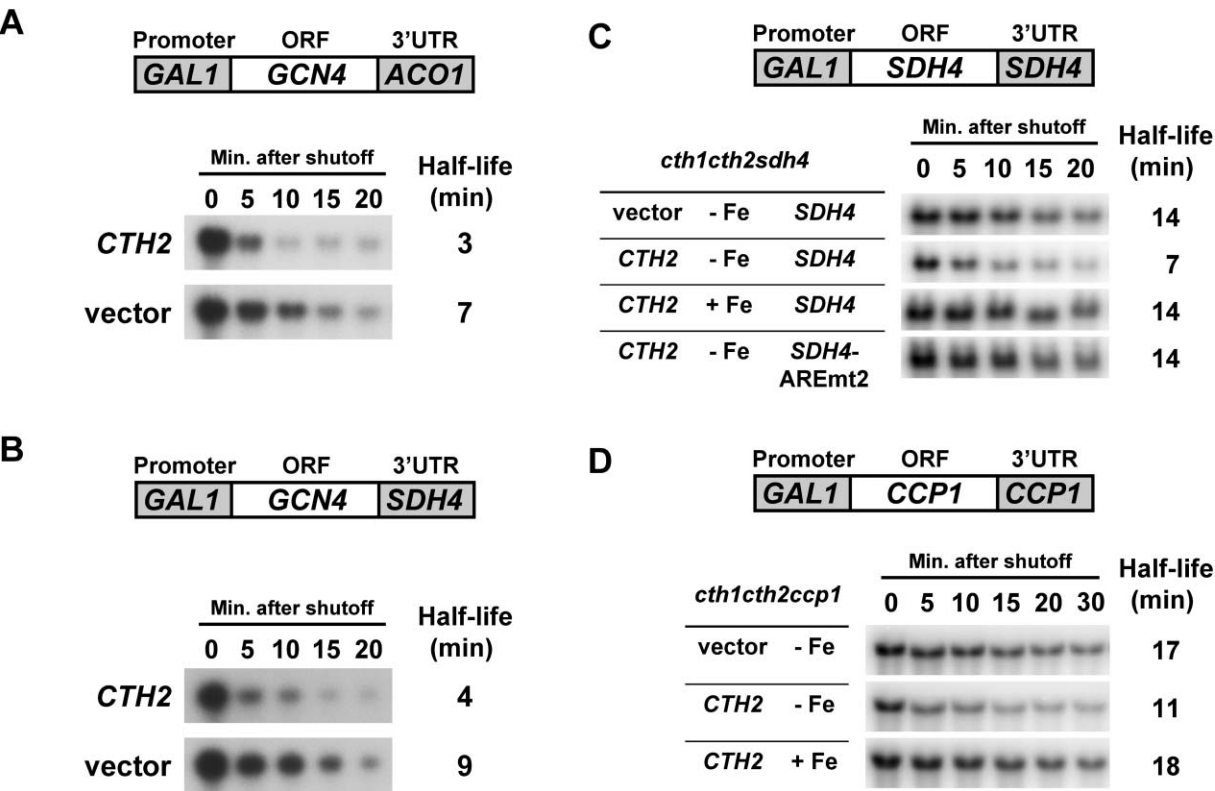 A
Promoter ORF 3'UTR
GAL1 GCN4 ACO1
Min. after shutoff
Half-life
(min)
0 5 10 15 20
CTH2 3
vector 7
B
Promoter ORF 3'UTR
GAL1 GCN4 SDH4
Min. after shutoff
Half-life
(min)
0 5 10 15 20
CTH2 4
vector 9
C
Promoter ORF 3'UTR
GAL1 SDH4 SDH4
Min. after shutoff
Half-life
(min)
cth1cth2sdh4 0 5 10 15 20
vector - Fe SDH4 14
CTH2 - Fe SDH4 7
CTH2 + Fe SDH4 14
CTH2 - Fe SDH4- 14
AREmt2
D
Promoter ORF 3'UTR
GAL1 CCP1 CCP1
Min. after shutoff
Half-life
(min)
cth1cth2ccp1 0 5 10 15 20 30
vector - Fe 17
CTH2 - Fe 11
CTH2 + Fe 18